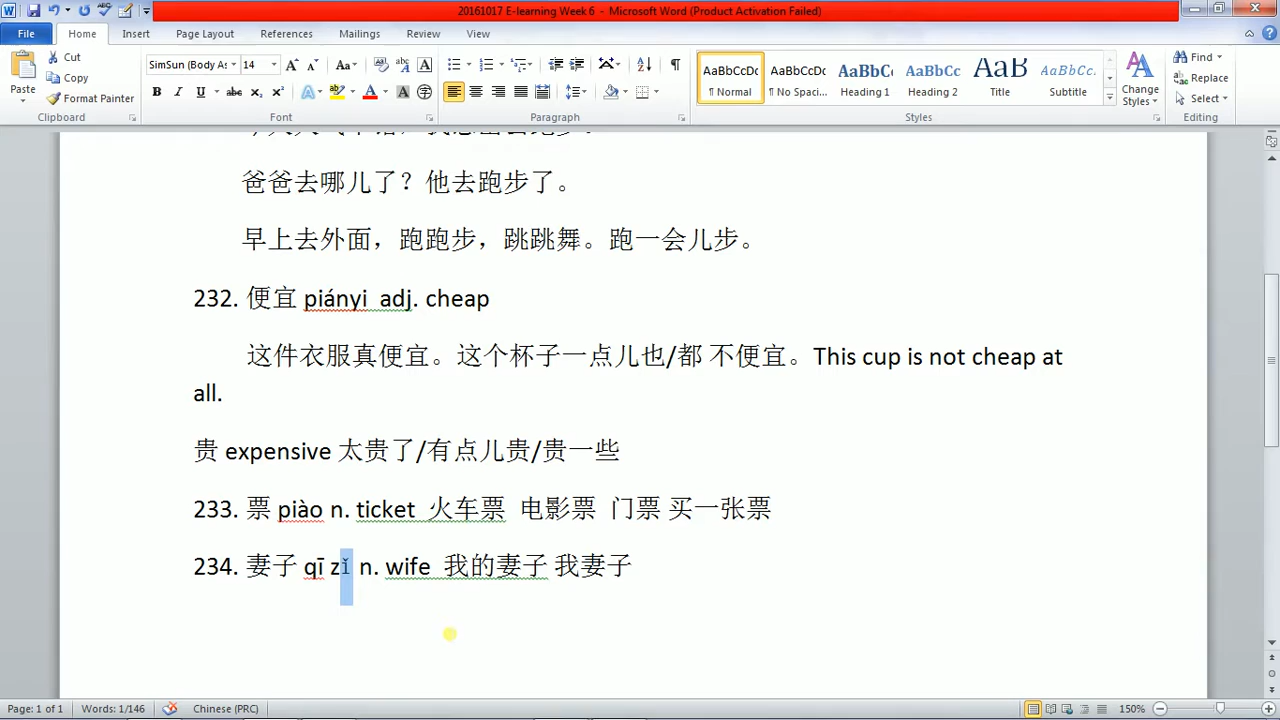 20161017 E-learning Week 6 - Microsoft Word (Product Activation Failed)
File Home Insert Page Layout References Mailings Review View
Cut
Copy
Format Painter
Paste
SimSun (Body As 14
AaBbCcDc AaBbCcDc AaBbC AaBbCc AaB AaBbCc.
¶ Normal ¶ No Spaci... Heading 1 Heading 2 Title Subtitle
Change Styles
Find
Replace
Select
Clipboard Font Paragraph Styles Editing
爸爸去哪儿了？他去跑步了。
早上去外面，跑跑步，跳跳舞。跑一会儿步。
232. 便宜 piányi adj. cheap
这件衣服真便宜。这个杯子一点儿也/都 不便宜。This cup is not cheap at
all.
贵 expensive 太贵了/有点儿贵/贵一些
233. 票 piào n. ticket 火车票 电影票 门票 买一张票
234. 妻子 qī zǐ n. wife 我的妻子 我妻子
Page: 1 of 1 Words: 1/146 Chinese (PRC) 150%